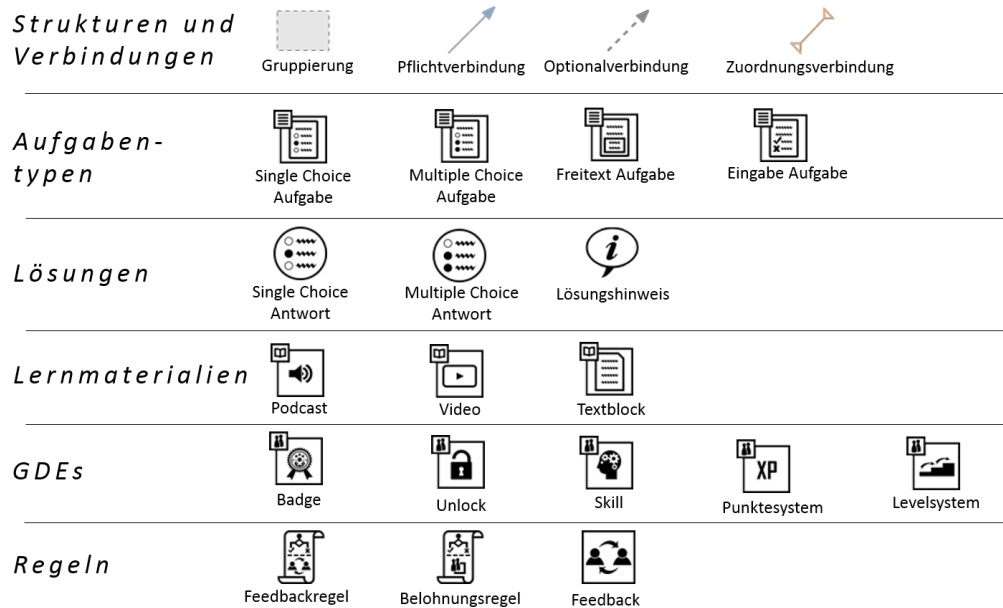 Strukturen und
Verbindungen
Gruppierung
Pflichtverbindung
Optionalverbindung
Zuordnungsverbindung
Aufgaben-
typen
Single Choice
Aufgabe
Multiple Choice
Aufgabe
Freitext Aufgabe
Eingabe Aufgabe
Lösungen
Single Choice
Antwort
Multiple Choice
Antwort
i
Lösungshinweis
Lernmaterialien
Podcast
Video
Textblock
GDEs
Badge
Unlock
Skill
XP
Punktesystem
Levelsystem
Regeln
Feedbackregel
Belohnungsregel
Feedback